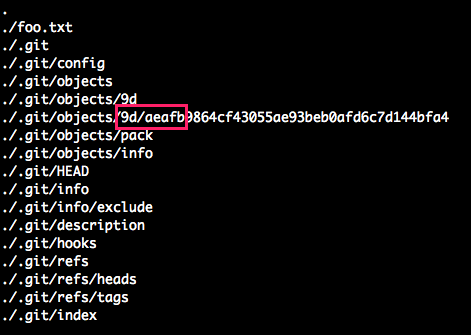 .
./foo.txt
./.git
./.git/config
./.git/objects
./.git/objects/9d
./.git/objects/9d/aeafb9864cf43055ae93beb0afd6c7d144bfa4
./.git/objects/pack
./.git/objects/info
./.git/HEAD
./.git/info
./.git/info/exclude
./.git/description
./.git/hooks
./.git/refs
./.git/refs/heads
./.git/refs/tags
./.git/index